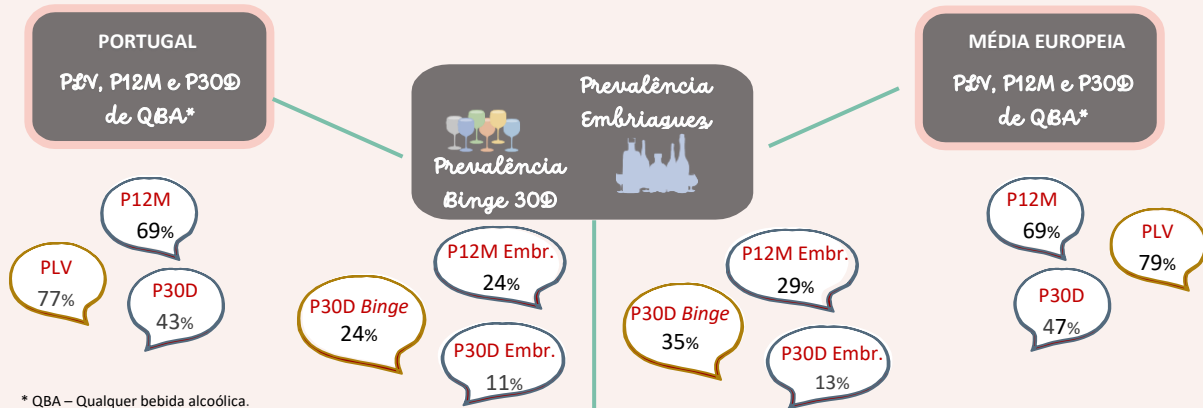 PORTUGAL
PLV, P12M e P30D
de QBA*
Prevalência
Embriaguez
Prevalência
Binge 30D
MÉDIA EUROPEIA
PLV, P12M e P30D
de QBA*
P12M
69%
PLV
77%
P30D
43%
P12M Embr.
24%
P30D Binge
24%
P30D Embr.
11%
P12M Embr.
29%
P30D Binge
35%
P30D Embr.
13%
P12M
69%
PLV
79%
P30D
47%
* QBA – Qualquer bebida alcoólica.